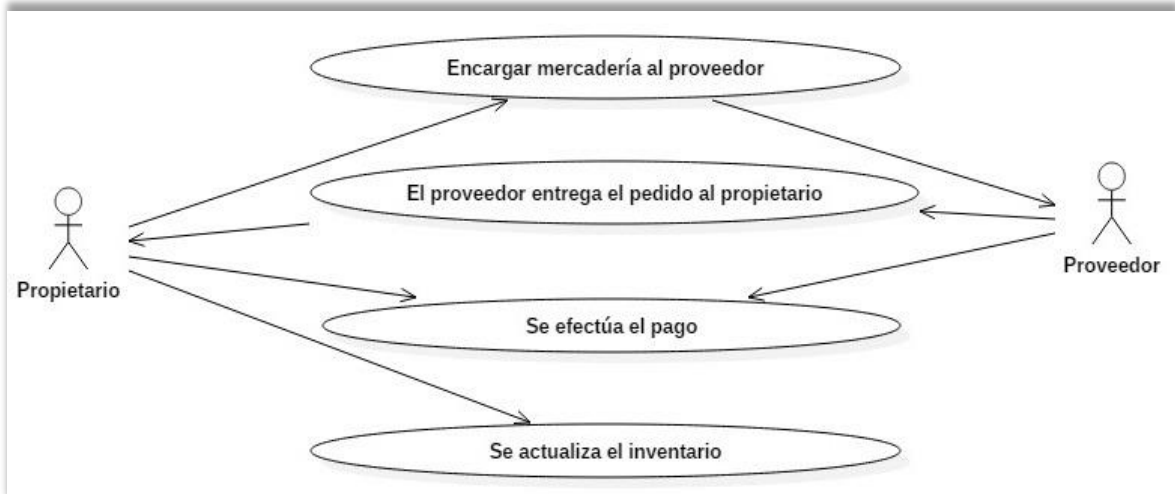 Encargar mercadería al proveedor
El proveedor entrega el pedido al propietario
Propietario
Proveedor
Se efectúa el pago
Se actualiza el inventario